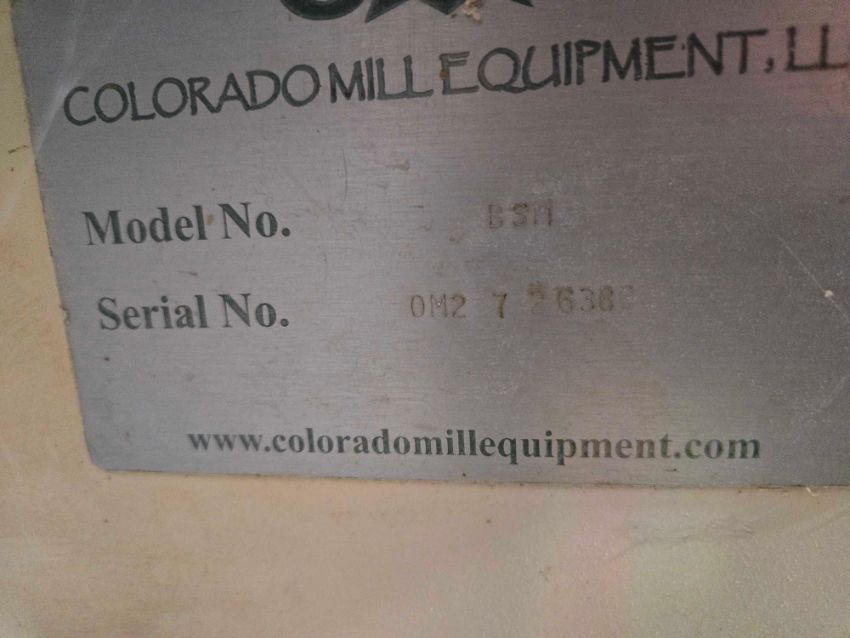 COLORADO MILL EQUIPMENT, LL
Model No. BSM
Serial No. OM2 7
www.coloradomillequipment.com